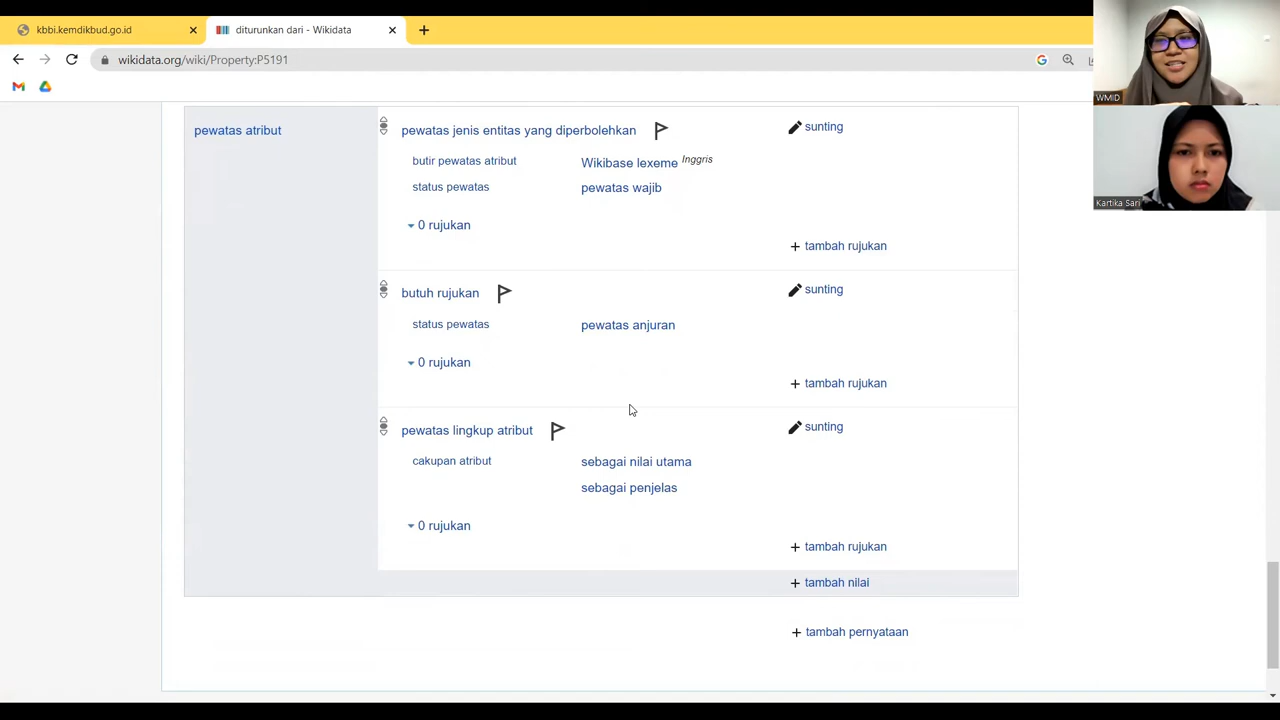 kbbi.kemdikbud.go.id
diturunkan dari - Wikidata
wikidata.org/wiki/Property:P5191
WMID
Kartika Sari
pewatas atribut
pewatas jenis entitas yang diperbolehkan
sunting
butir pewatas atribut
Wikibase lexeme Inggris
status pewatas
pewatas wajib
0 rujukan
+ tambah rujukan
butuh rujukan
sunting
status pewatas
pewatas anjuran
0 rujukan
+ tambah rujukan
pewatas lingkup atribut
sunting
cakupan atribut
sebagai nilai utama
sebagai penjelas
0 rujukan
+ tambah rujukan
+ tambah nilai
+ tambah pernyataan